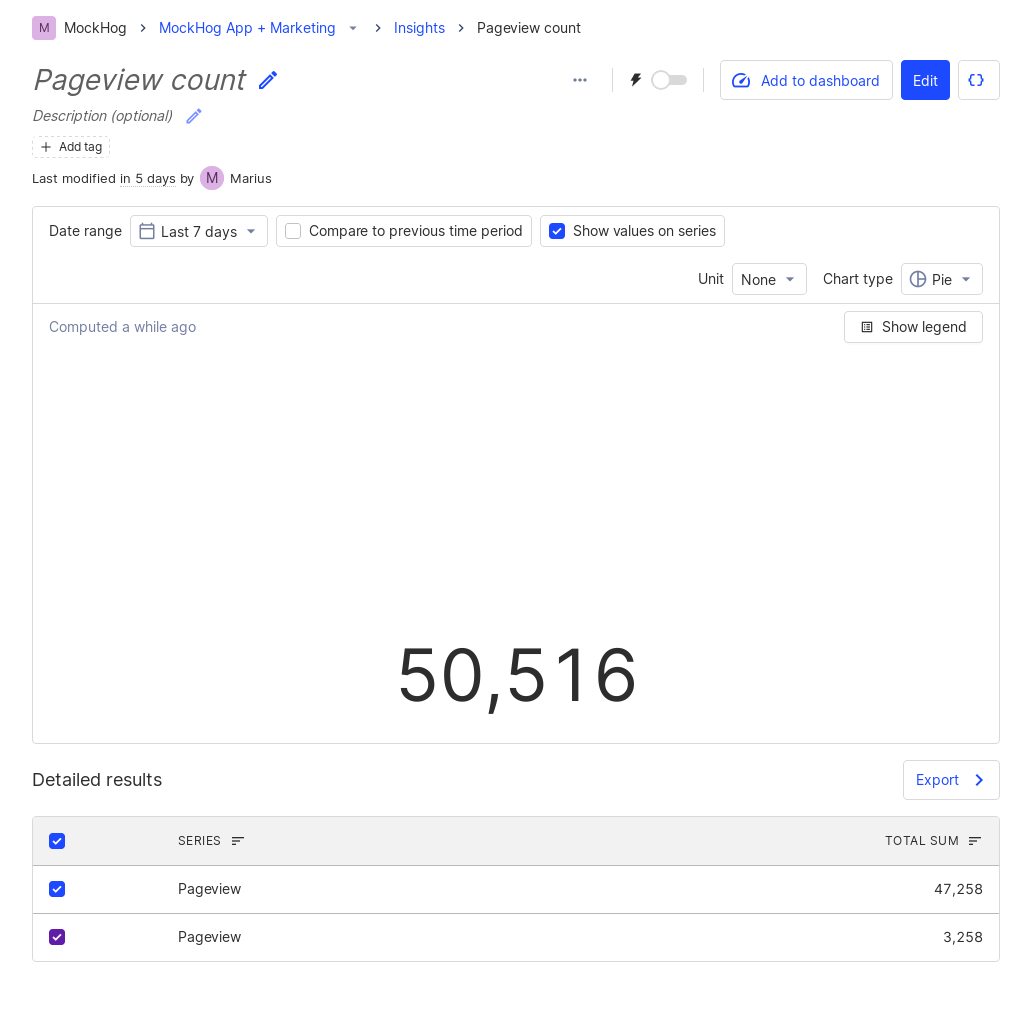 M MockHog MockHog App + Marketing Insights Pageview count
Pageview count
Add to dashboard Edit
Description (optional)
Add tag
Last modified in 5 days by M Marius
Date range Last 7 days Compare to previous time period Show values on series
Unit None Chart type Pie
Computed a while ago Show legend
50,516
Detailed results Export
SERIES TOTAL SUM
Pageview 47,258
Pageview 3,258